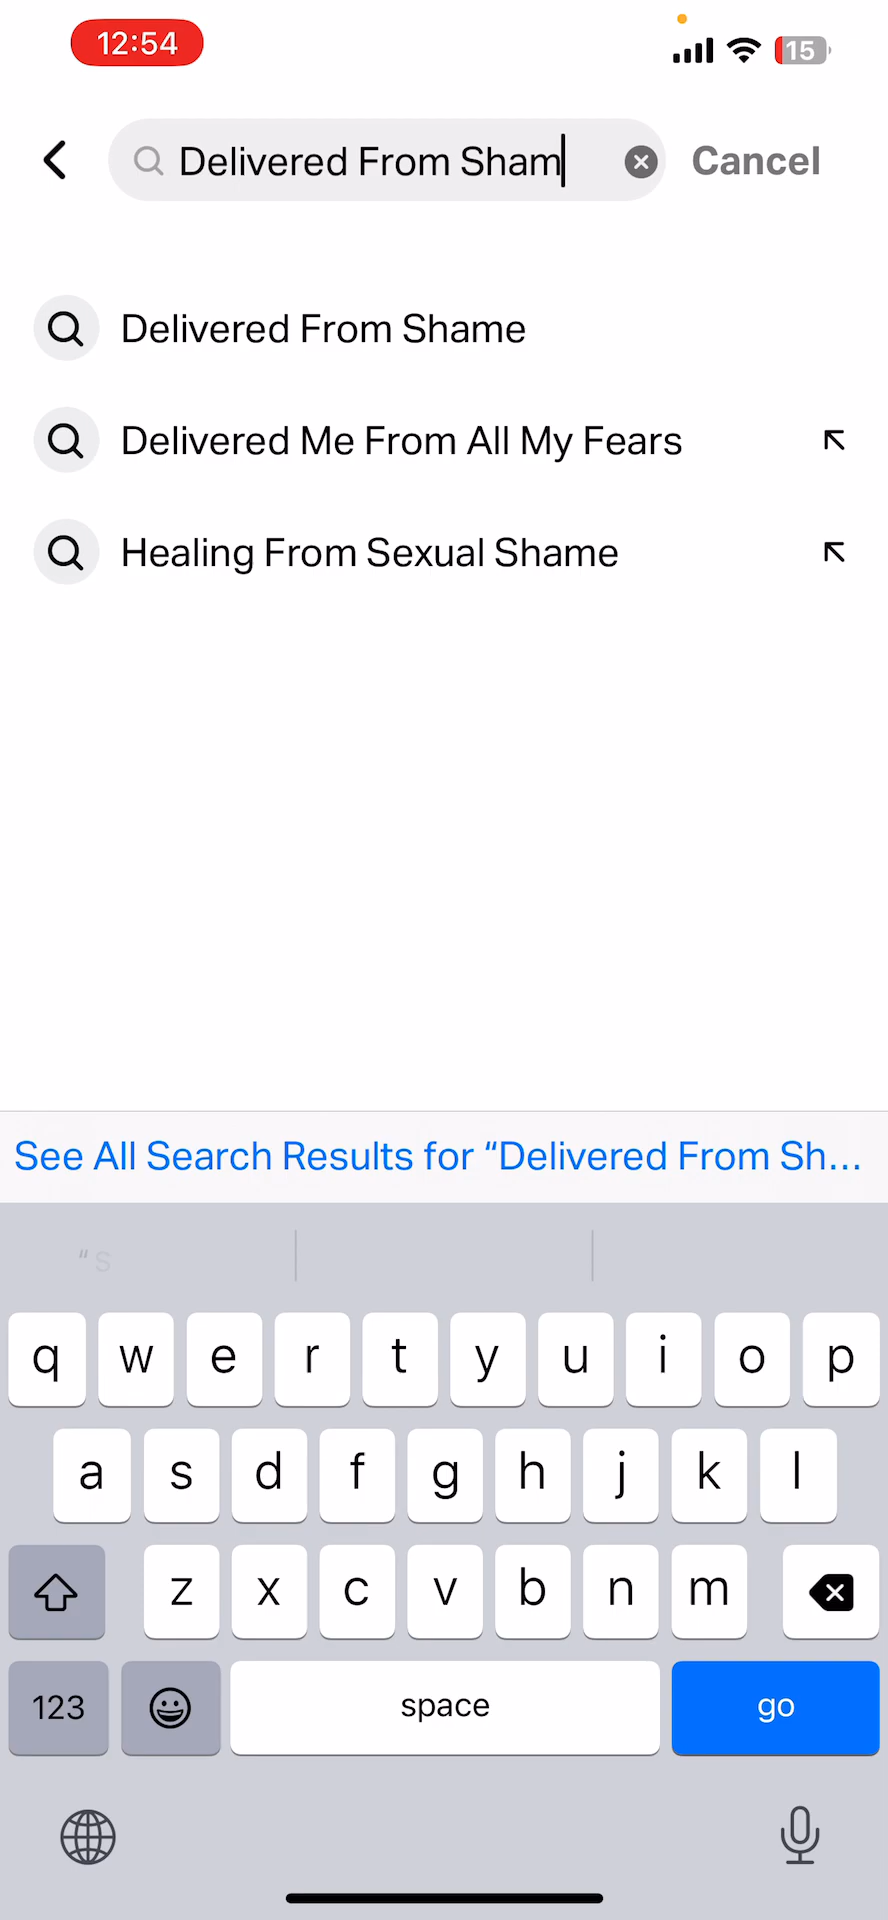 12:54
15
Delivered From Sham
Cancel
Delivered From Shame
Delivered Me From All My Fears
Healing From Sexual Shame
See All Search Results for “Delivered From Sh...
“s
q w e r t y u i o p
a s d f g h j k l
z x c v b n m
123
space
go